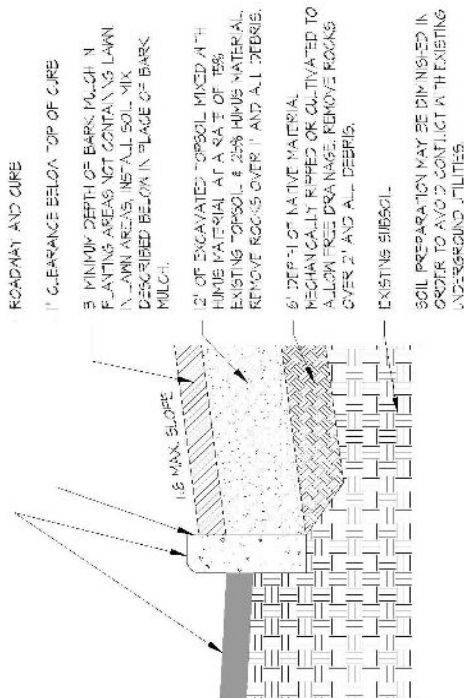 ROADWAY AND CURB
1" CLEARANCE BELOW TOP OF CURB
3" MINIMUM DEPTH OF BARK MULCH IN
PLANTING AREAS NOT CONTAINING LAWN.
IN LAWN AREAS, INSTALL SOIL MIX
DESCRIBED BELOW IN PLACE OF BARK
MULCH.
12" OF EXCAVATED TOPSOIL MIXED WITH
HUMUS MATERIAL AT A RATE OF 75%
EXISTING TOPSOIL & 25% HUMUS MATERIAL.
REMOVE ROCKS OVER 1" AND ALL DEBRIS.
6" DEPTH OF NATIVE MATERIAL
MECHANICALLY RIPPED OR CULTIVATED TO
ALLOW FREE DRAINAGE. REMOVE ROCKS
OVER 2" AND ALL DEBRIS.
EXISTING SUBSOIL
SOIL PREPARATION MAY BE DIMINISHED IN
ORDER TO AVOID CONFLICT WITH EXISTING
UNDERGROUND UTILITIES.
1:8 MAX. SLOPE